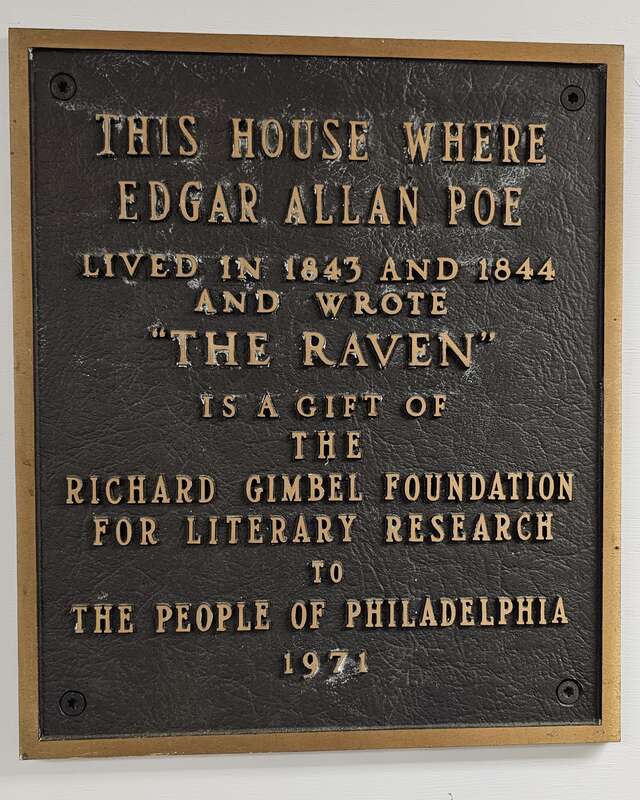 THIS HOUSE WHERE
EDGAR ALLAN POE
LIVED IN 1843 AND 1844
AND WROTE
"THE RAVEN"
IS A GIFT OF
THE
RICHARD GIMBEL FOUNDATION
FOR LITERARY RESEARCH
TO
THE PEOPLE OF PHILADELPHIA
1971